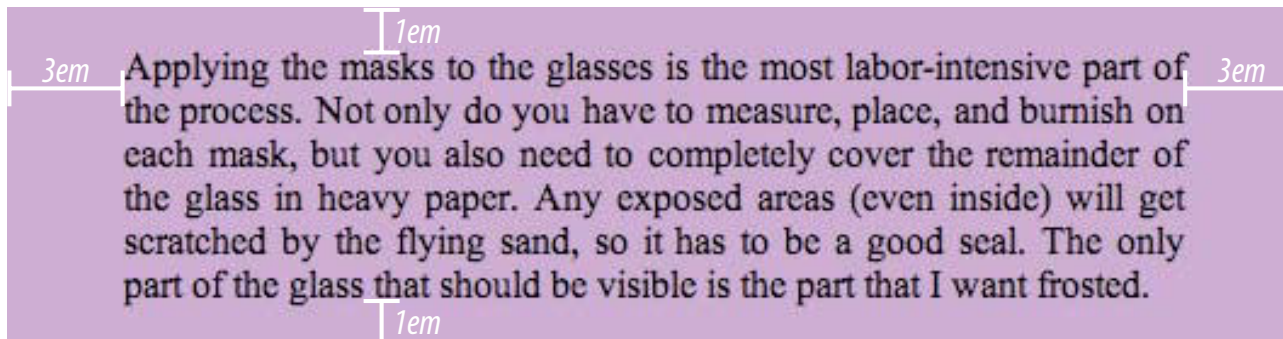 1em
3em
Applying the masks to the glasses is the most labor-intensive part of
3em
the process. Not only do you have to measure, place, and burnish on
each mask, but you also need to completely cover the remainder of
the glass in heavy paper. Any exposed areas (even inside) will get
scratched by the flying sand, so it has to be a good seal. The only
part of the glass that should be visible is the part that I want frosted.
1em